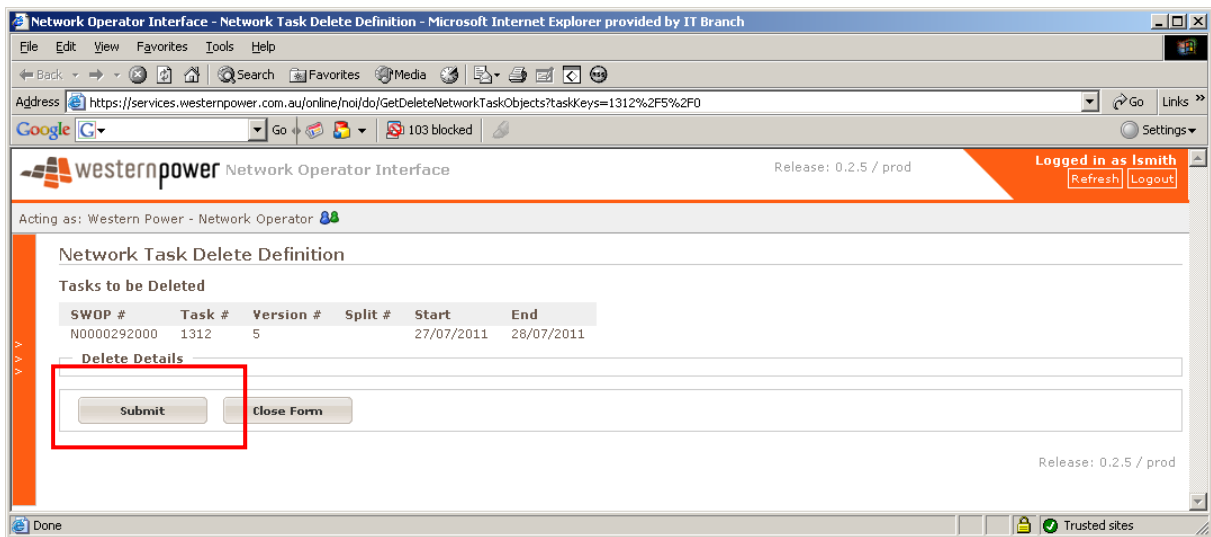 Network Operator Interface - Network Task Delete Definition - Microsoft Internet Explorer provided by IT Branch
File Edit View Favorites Tools Help
Back Search Favorites Media
Address https://services.westernpower.com.au/online/noi/do/GetDeleteNetworkTaskObjects?taskKeys=1312%2F5%2F0 Go Links »
Google G Go 103 blocked Settings
westernpower Network Operator Interface Release: 0.2.5 / prod Logged in as lsmith
Refresh Logout
Acting as: Western Power - Network Operator
Network Task Delete Definition
Tasks to be Deleted
SWOP # Task # Version # Split # Start End
N0000292000 1312 5 27/07/2011 28/07/2011
>
>
>
Delete Details
Submit Close Form
Release: 0.2.5 / prod
Done Trusted sites